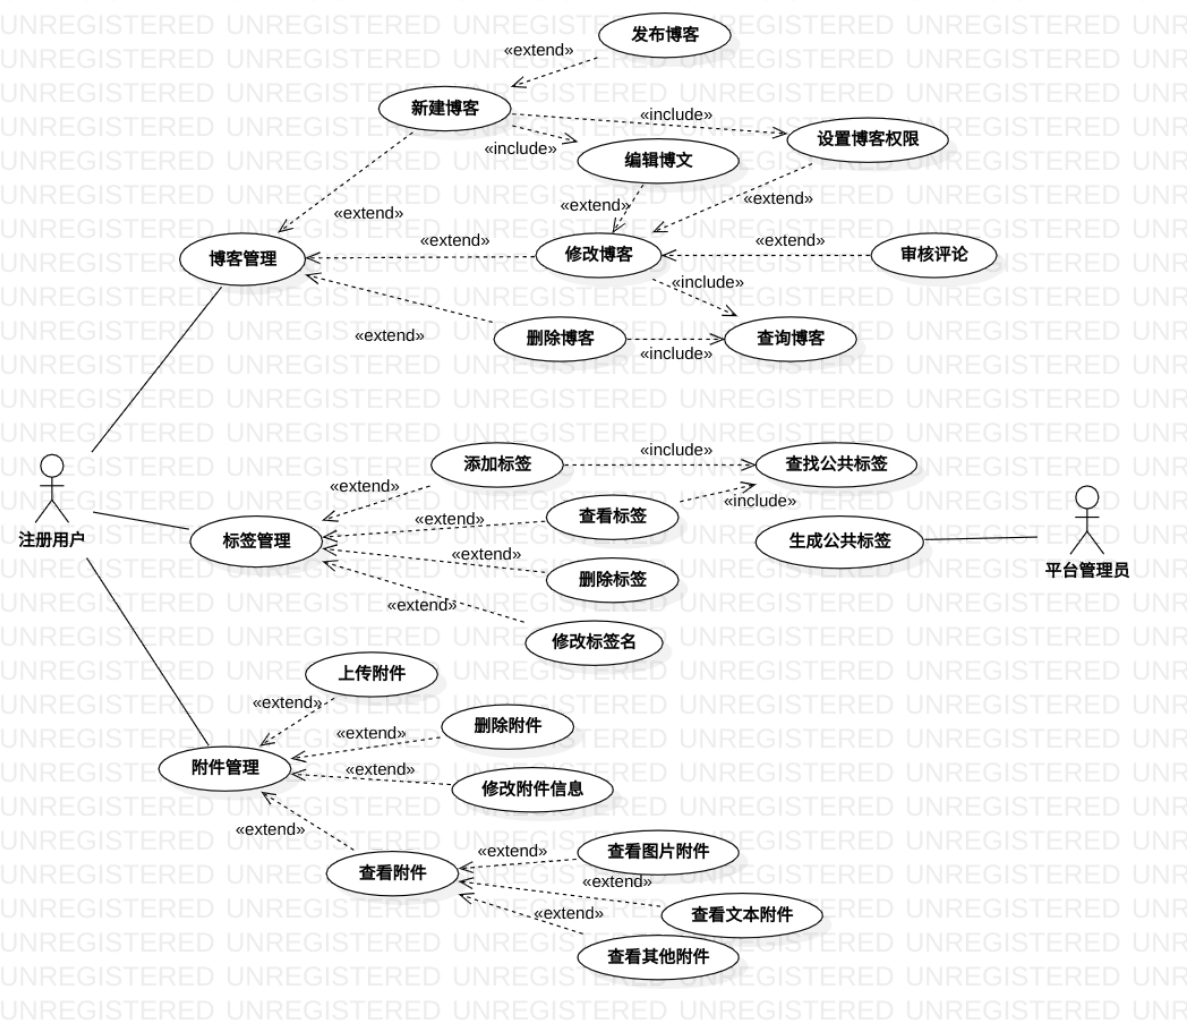 发布博客
«extend»
新建博客
«include»
设置博客权限
«include»
编辑博文
«extend»
«extend»
«extend»
博客管理
«extend»
修改博客
«extend»
审核评论
«include»
«extend»
删除博客
«include»
查询博客
添加标签
«include»
查找公共标签
«extend»
查看标签
«include»
«extend»
注册用户
标签管理
生成公共标签
平台管理员
«extend»
删除标签
«extend»
修改标签名
上传附件
«extend»
删除附件
«extend»
附件管理
«extend»
修改附件信息
«extend»
查看附件
«extend»
查看图片附件
«extend»
查看文本附件
«extend»
查看其他附件
UNREGISTERED UNREGISTERED UNREGISTERED UNREGISTERED UNREGISTERED UNR